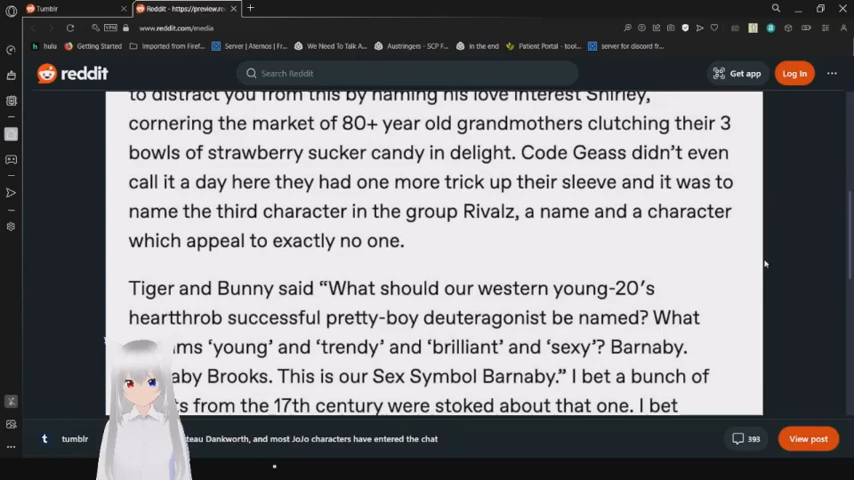 Tumblr
Reddit - https://preview.re
VPN
www.reddit.com/media
hulu
Getting Started
Imported from Firef...
Server | Aternos | Fr...
We Need To Talk A...
Austringers - SCP F...
in the end
Patient Portal - tool...
server for discord fr...
reddit
Search Reddit
Get app
Log In
to distract you from this by naming his love interest Shirley,
cornering the market of 80+ year old grandmothers clutching their 3
bowls of strawberry sucker candy in delight. Code Geass didn't even
call it a day here they had one more trick up their sleeve and it was to
name the third character in the group Rivalz, a name and a character
which appeal to exactly no one.
Tiger and Bunny said "What should our western young-20's
heartthrob successful pretty-boy deuteragonist be named? What
ms 'young' and 'trendy' and 'brilliant' and 'sexy'? Barnaby.
aby Brooks. This is our Sex Symbol Barnaby." I bet a bunch of
ts from the 17th century were stoked about that one. I bet
t
tumblr
teau Dankworth, and most JoJo characters have entered the chat
393
View post